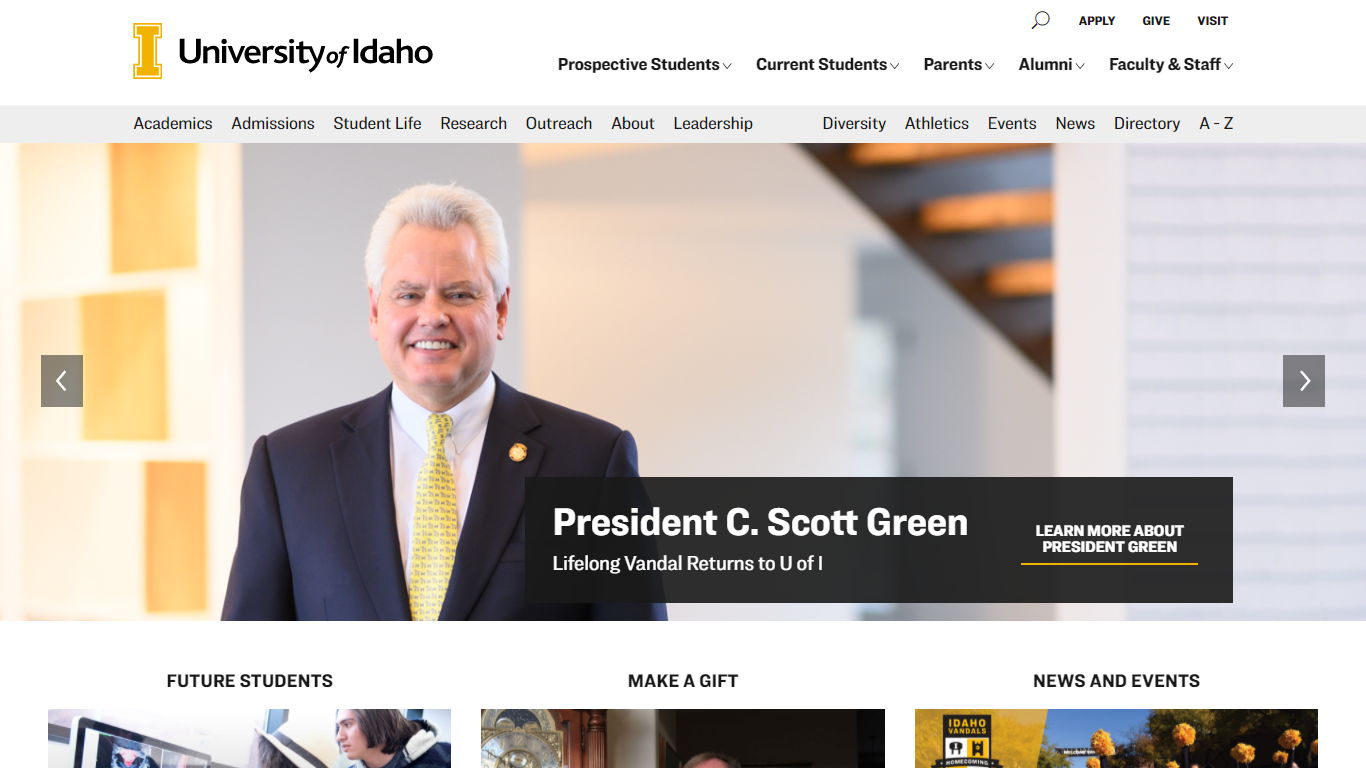 APPLY GIVE VISIT
University of Idaho
Prospective Students Current Students Parents Alumni Faculty & Staff
Academics Admissions Student Life Research Outreach About Leadership Diversity Athletics Events News Directory A - Z
President C. Scott Green
Lifelong Vandal Returns to U of I
LEARN MORE ABOUT
PRESIDENT GREEN
FUTURE STUDENTS MAKE A GIFT NEWS AND EVENTS
IDAHO
VANDALS
HOMECOMING